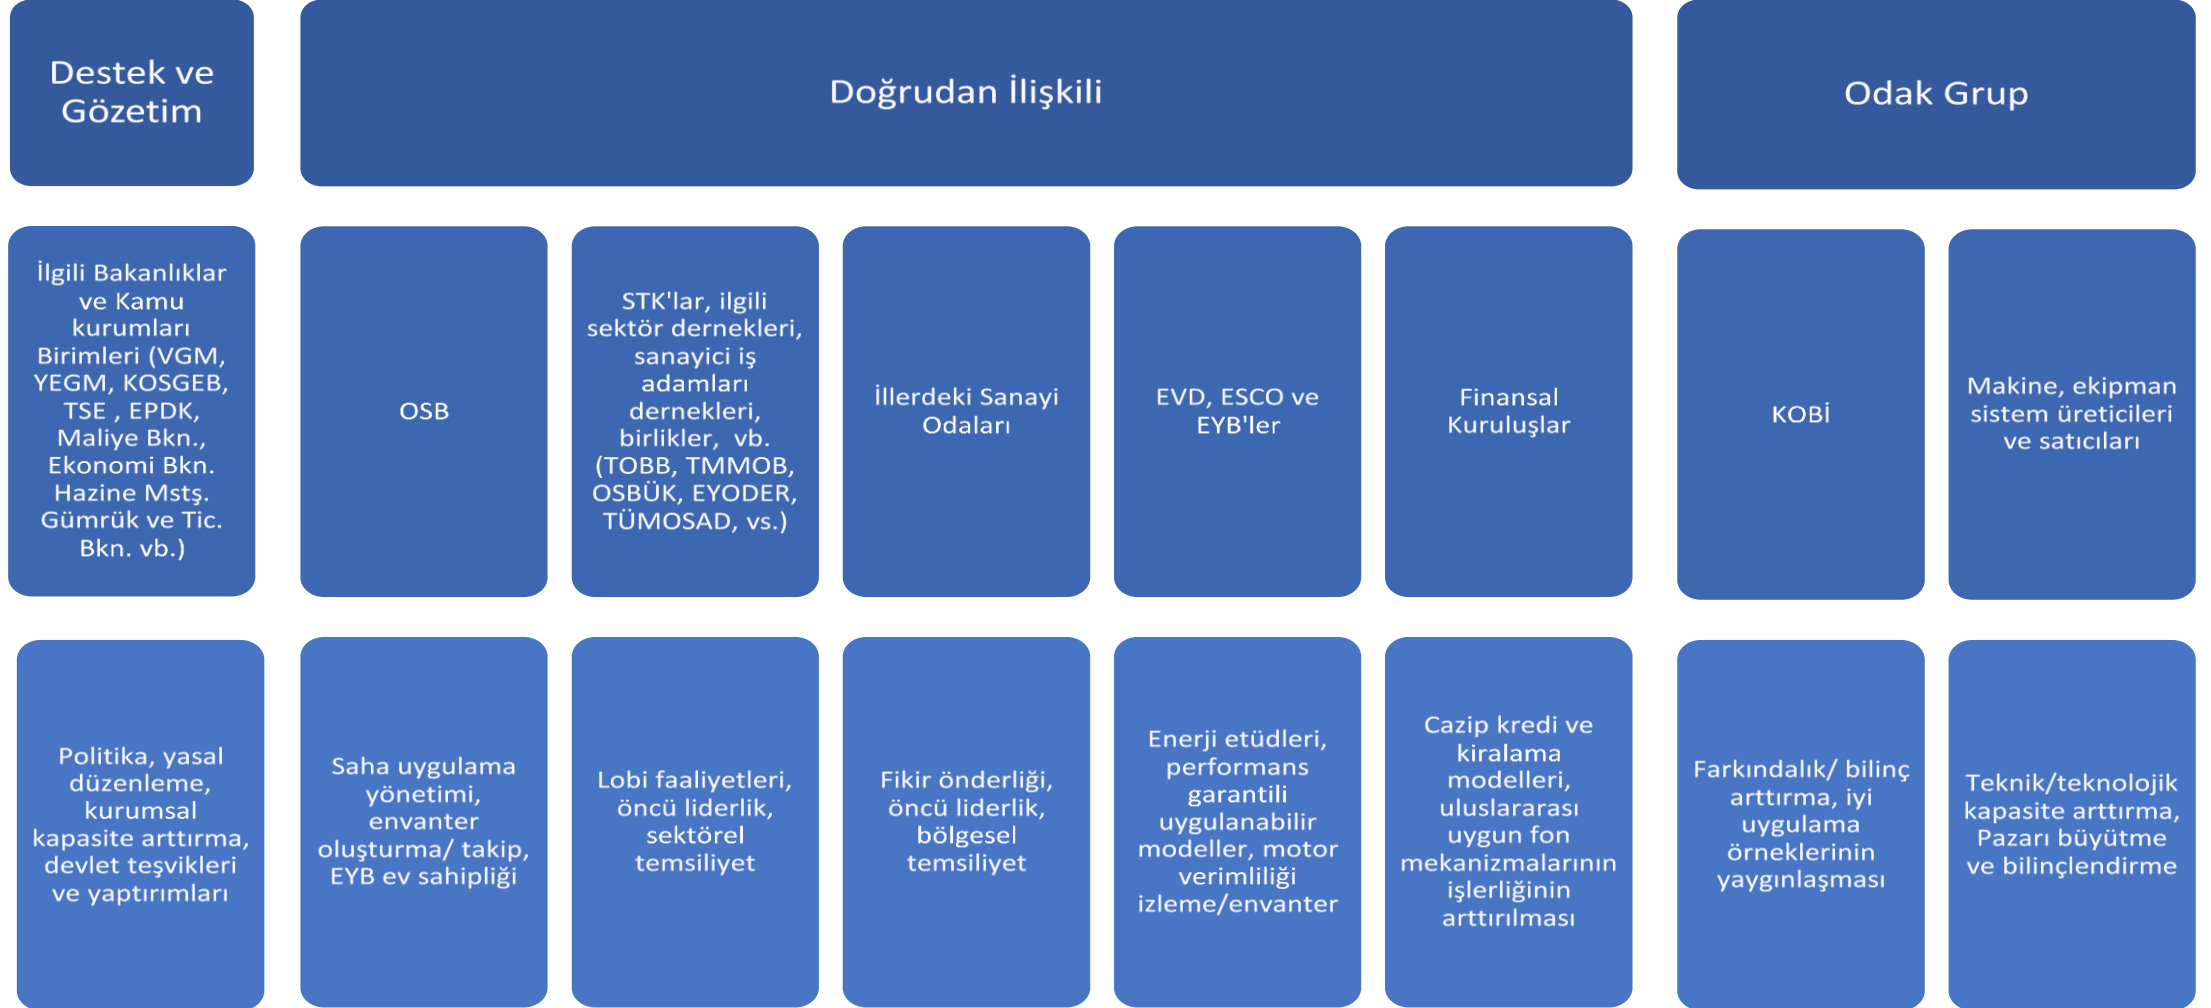 Destek ve
Gözetim
Doğrudan İlişkili
Odak Grup
İlgili Bakanlıklar
ve Kamu
kurumları
Birimleri (VGM,
YEGM, KOSGEB,
TSE , EPDK,
Maliye Bkn.,
Ekonomi Bkn.
Hazine Mstş.
Gümrük ve Tic.
Bkn. vb.)
OSB
STK'lar, ilgili
sektör dernekleri,
sanayici iş
adamları
dernekleri,
birlikler,  vb.
(TOBB, TMMOB,
OSBÜK, EYODER,
TÜMOSAD, vs.)
İllerdeki Sanayi
Odaları
EVD, ESCO ve
EYB'ler
Finansal
Kuruluşlar
KOBİ
Makine, ekipman
sistem üreticileri
ve satıcıları
Politika, yasal
düzenleme,
kurumsal
kapasite arttırma,
devlet teşvikleri
ve yaptırımları
Saha uygulama
yönetimi,
envanter
oluşturma/ takip,
EYB ev sahipliği
Lobi faaliyetleri,
öncü liderlik,
sektörel
temsiliyet
Fikir önderliği,
öncü liderlik,
bölgesel
temsiliyet
Enerji etüdleri,
performans
garantili
uygulanabilir
modeller, motor
verimliliği
izleme/envanter
Cazip kredi ve
kiralama
modelleri,
uluslararası
uygun fon
mekanizmalarının
işlerliğinin
arttırılması
Farkındalık/ bilinç
arttırma, iyi
uygulama
örneklerinin
yaygınlaşması
Teknik/teknolojik
kapasite arttırma,
Pazarı büyütme
ve bilinçlendirme